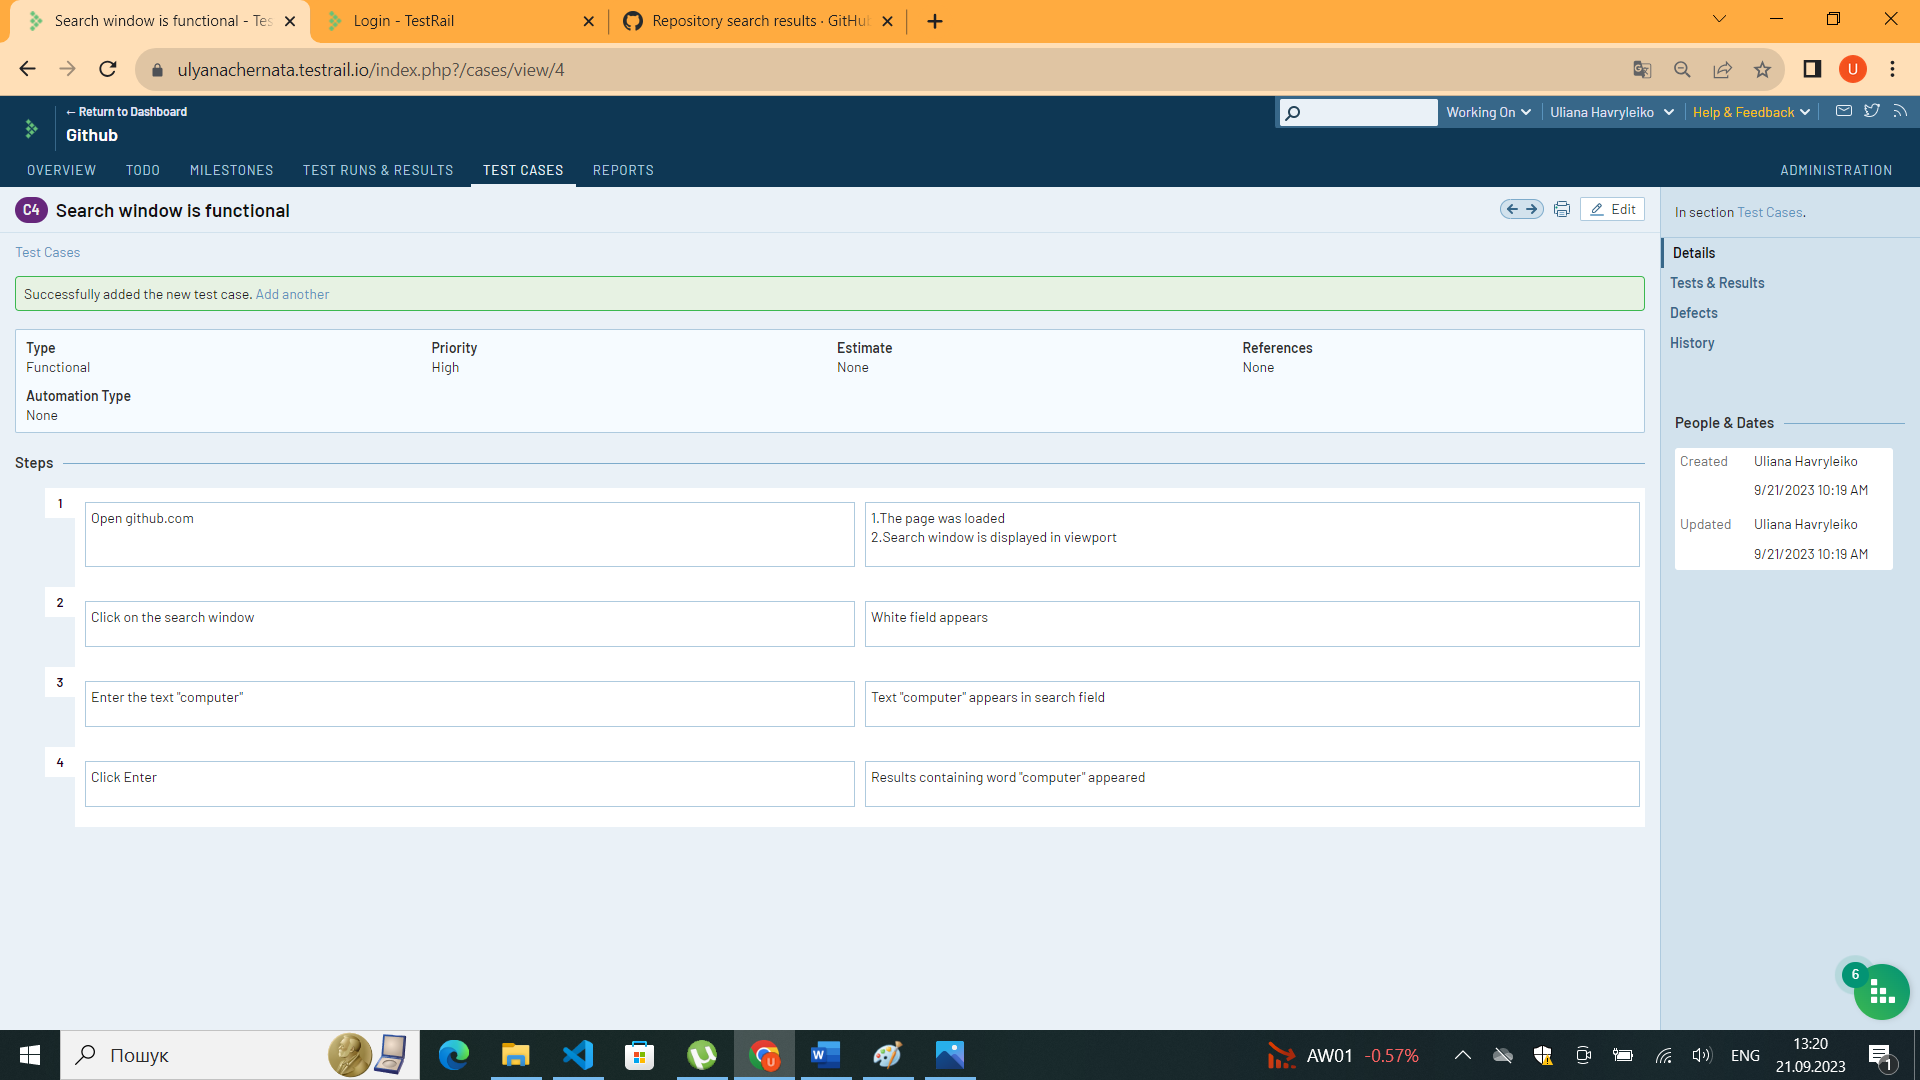 Search window is functional - Tes
Login - TestRail
Repository search results · GitHub
ulyanachernata.testrail.io/index.php?/cases/view/4
U
← Return to Dashboard
Github
Working On
Uliana Havryleiko
Help & Feedback
OVERVIEW
TODO
MILESTONES
TEST RUNS & RESULTS
TEST CASES
REPORTS
ADMINISTRATION
C4 Search window is functional
Edit
In section Test Cases.
Test Cases
Details
Tests & Results
Defects
History
Successfully added the new test case. Add another
Type
Functional
Priority
High
Estimate
None
References
None
Automation Type
None
People & Dates
Created Uliana Havryleiko
9/21/2023 10:19 AM
Updated Uliana Havryleiko
9/21/2023 10:19 AM
Steps
1
Open github.com
1.The page was loaded
2.Search window is displayed in viewport
2
Click on the search window
White field appears
3
Enter the text "computer"
Text "computer" appears in search field
4
Click Enter
Results containing word "computer" appeared
6
Пошук
U
W
AW01 -0.57%
ENG
13:20
21.09.2023
1